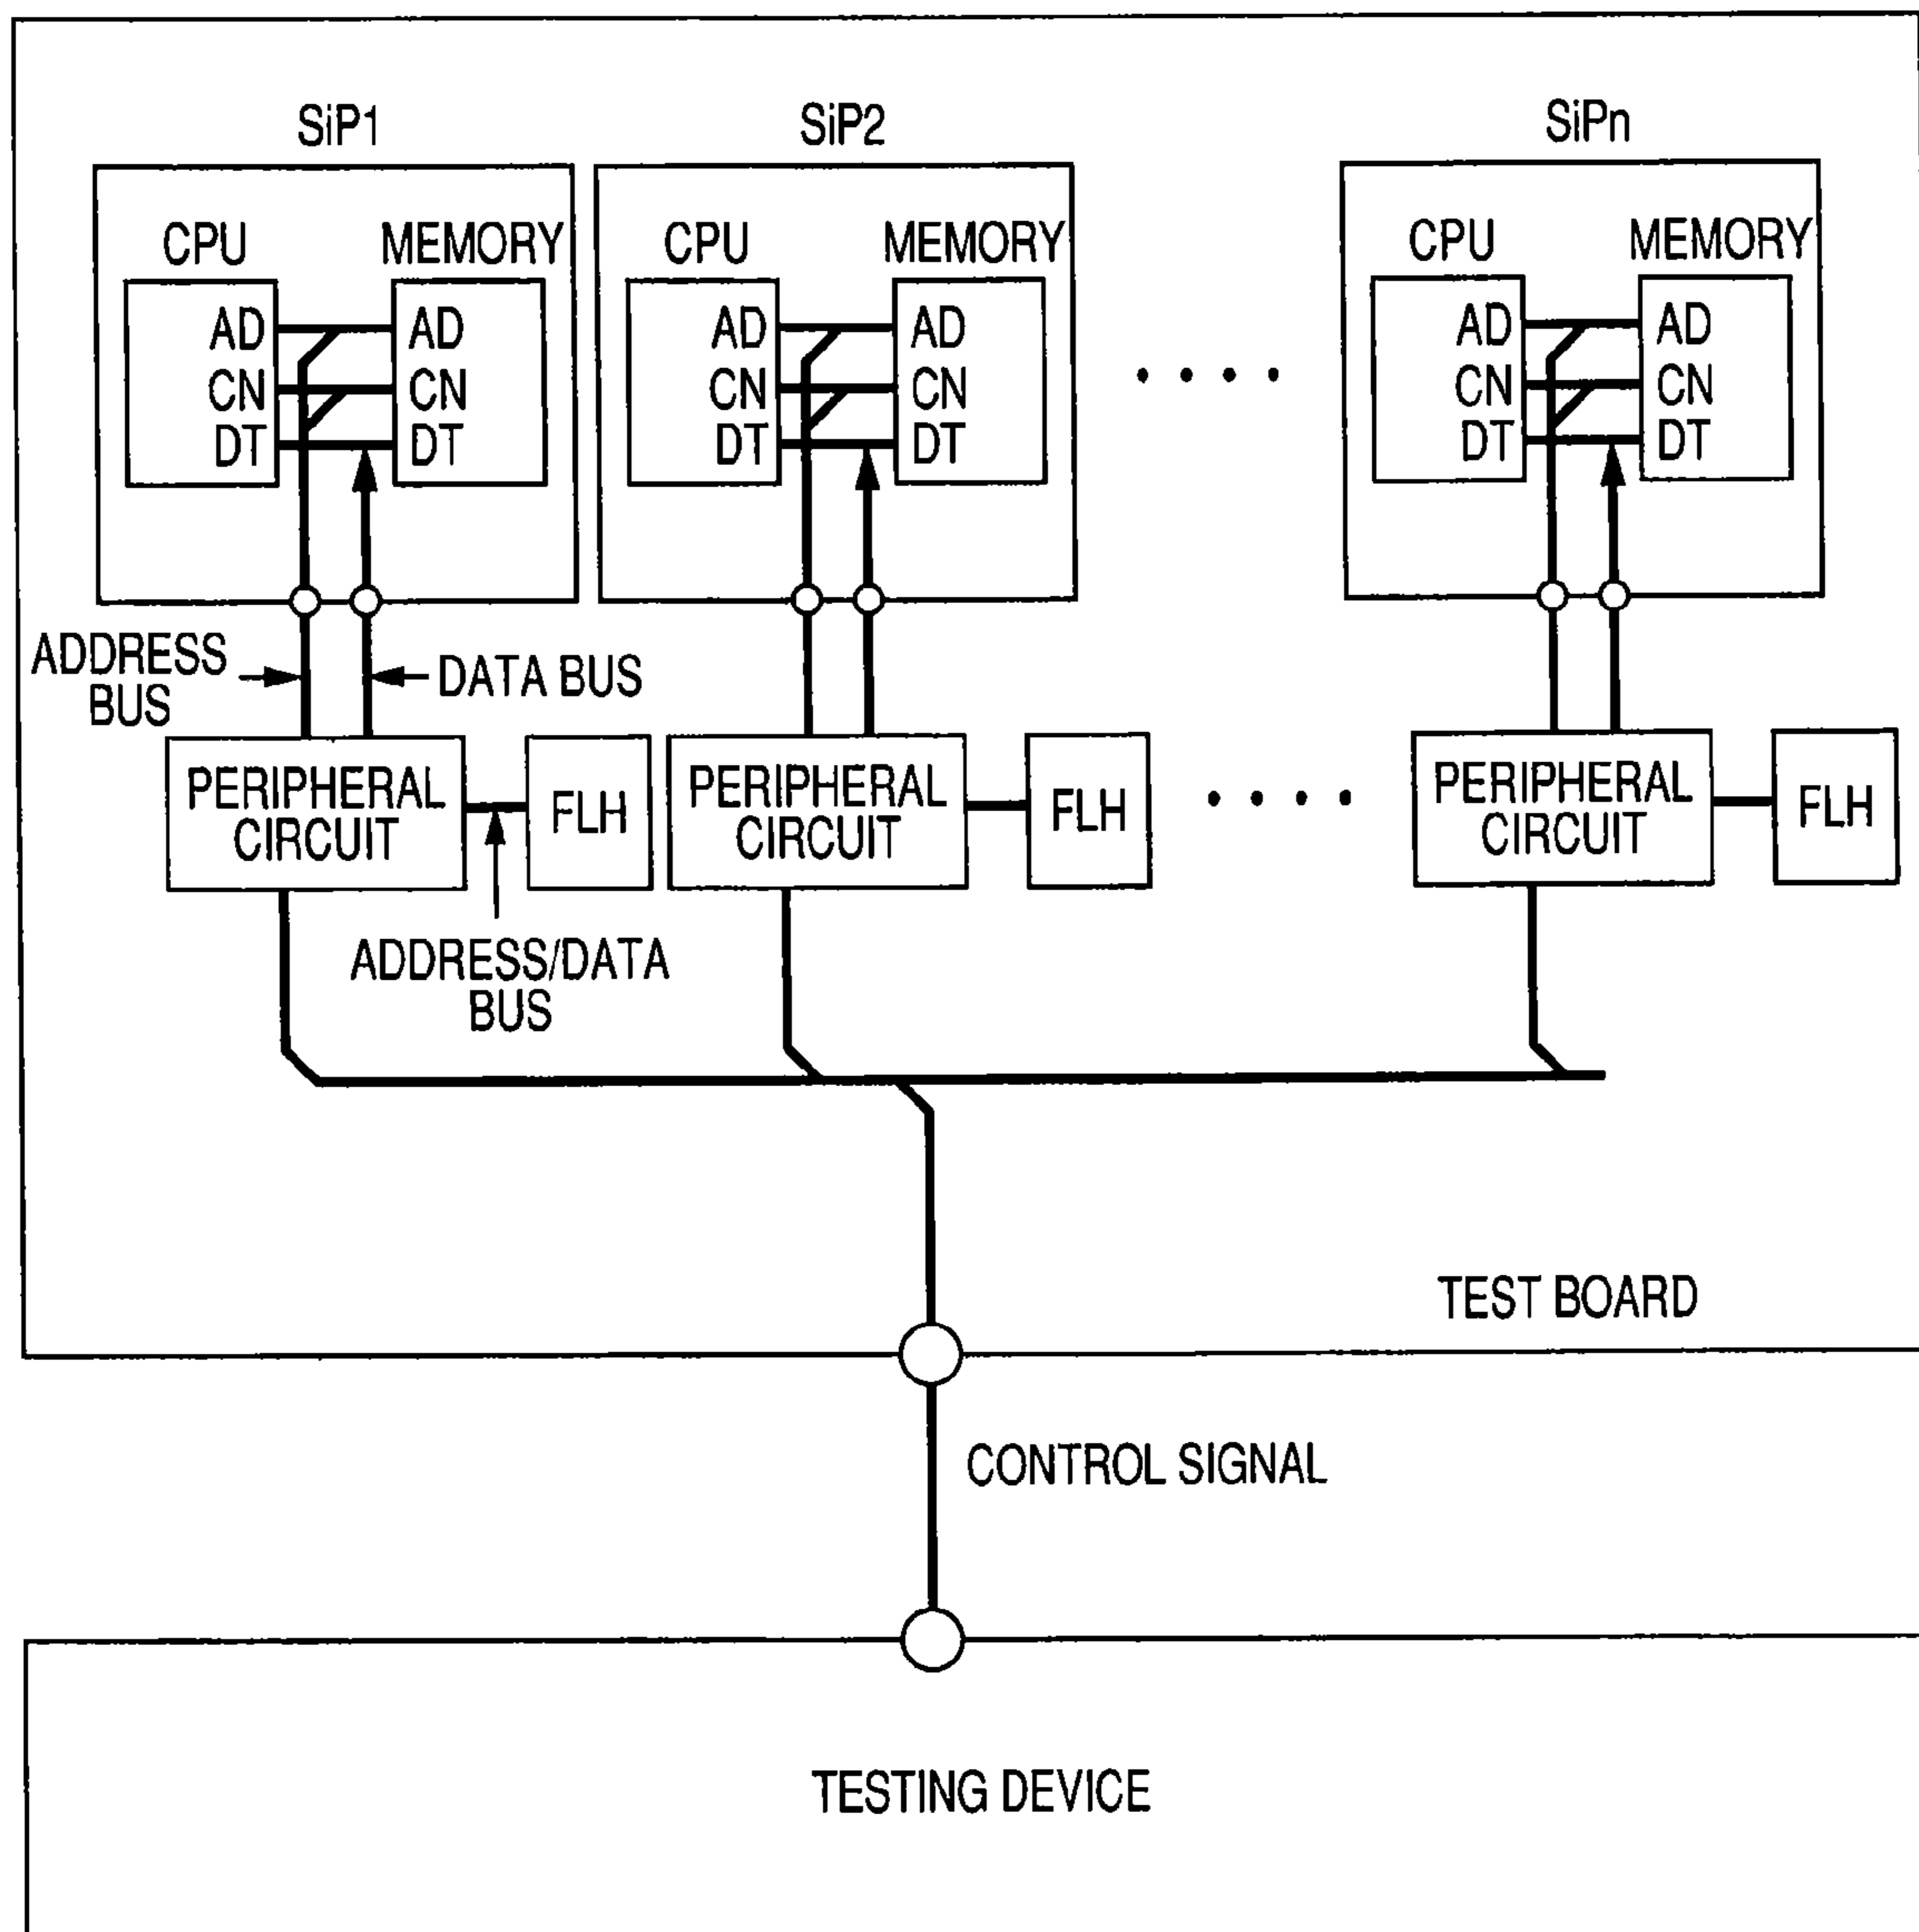 SiP1
SiP2
SiPn
CPU MEMORY
CPU MEMORY
CPU MEMORY
AD AD
CN CN
DT DT
AD AD
CN CN
DT DT
AD AD
CN CN
DT DT
ADDRESS
BUS
DATA BUS
PERIPHERAL
CIRCUIT
FLH
PERIPHERAL
CIRCUIT
FLH
PERIPHERAL
CIRCUIT
FLH
ADDRESS/DATA
BUS
TEST BOARD
CONTROL SIGNAL
TESTING DEVICE